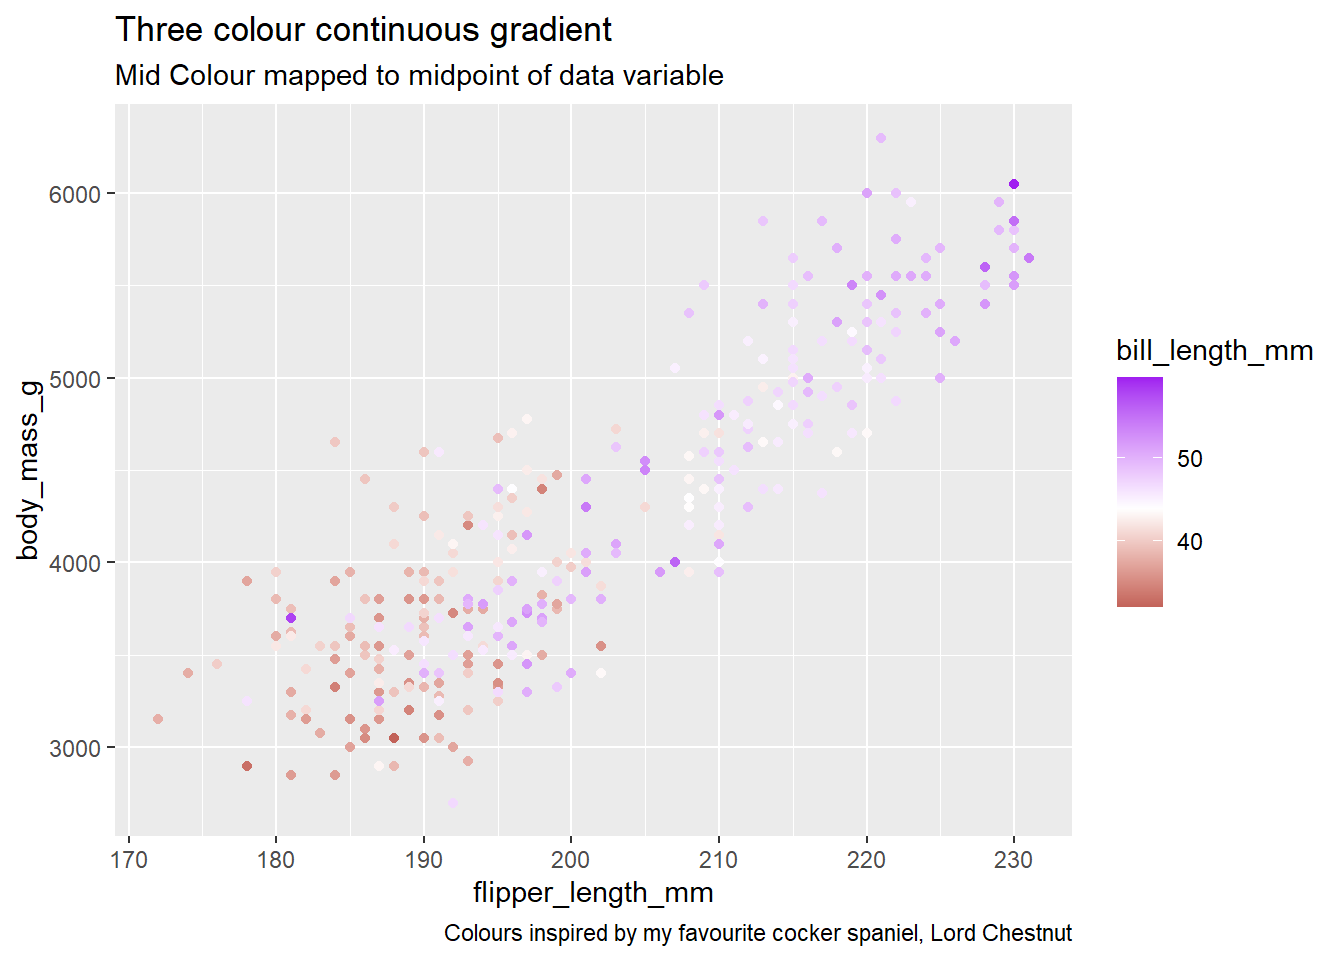 Three colour continuous gradient
Mid Colour mapped to midpoint of data variable
6000
5000
4000
3000
body_mass_g
170 180 190 200 210 220 230
flipper_length_mm
bill_length_mm
50
40
Colours inspired by my favourite cocker spaniel, Lord Chestnut